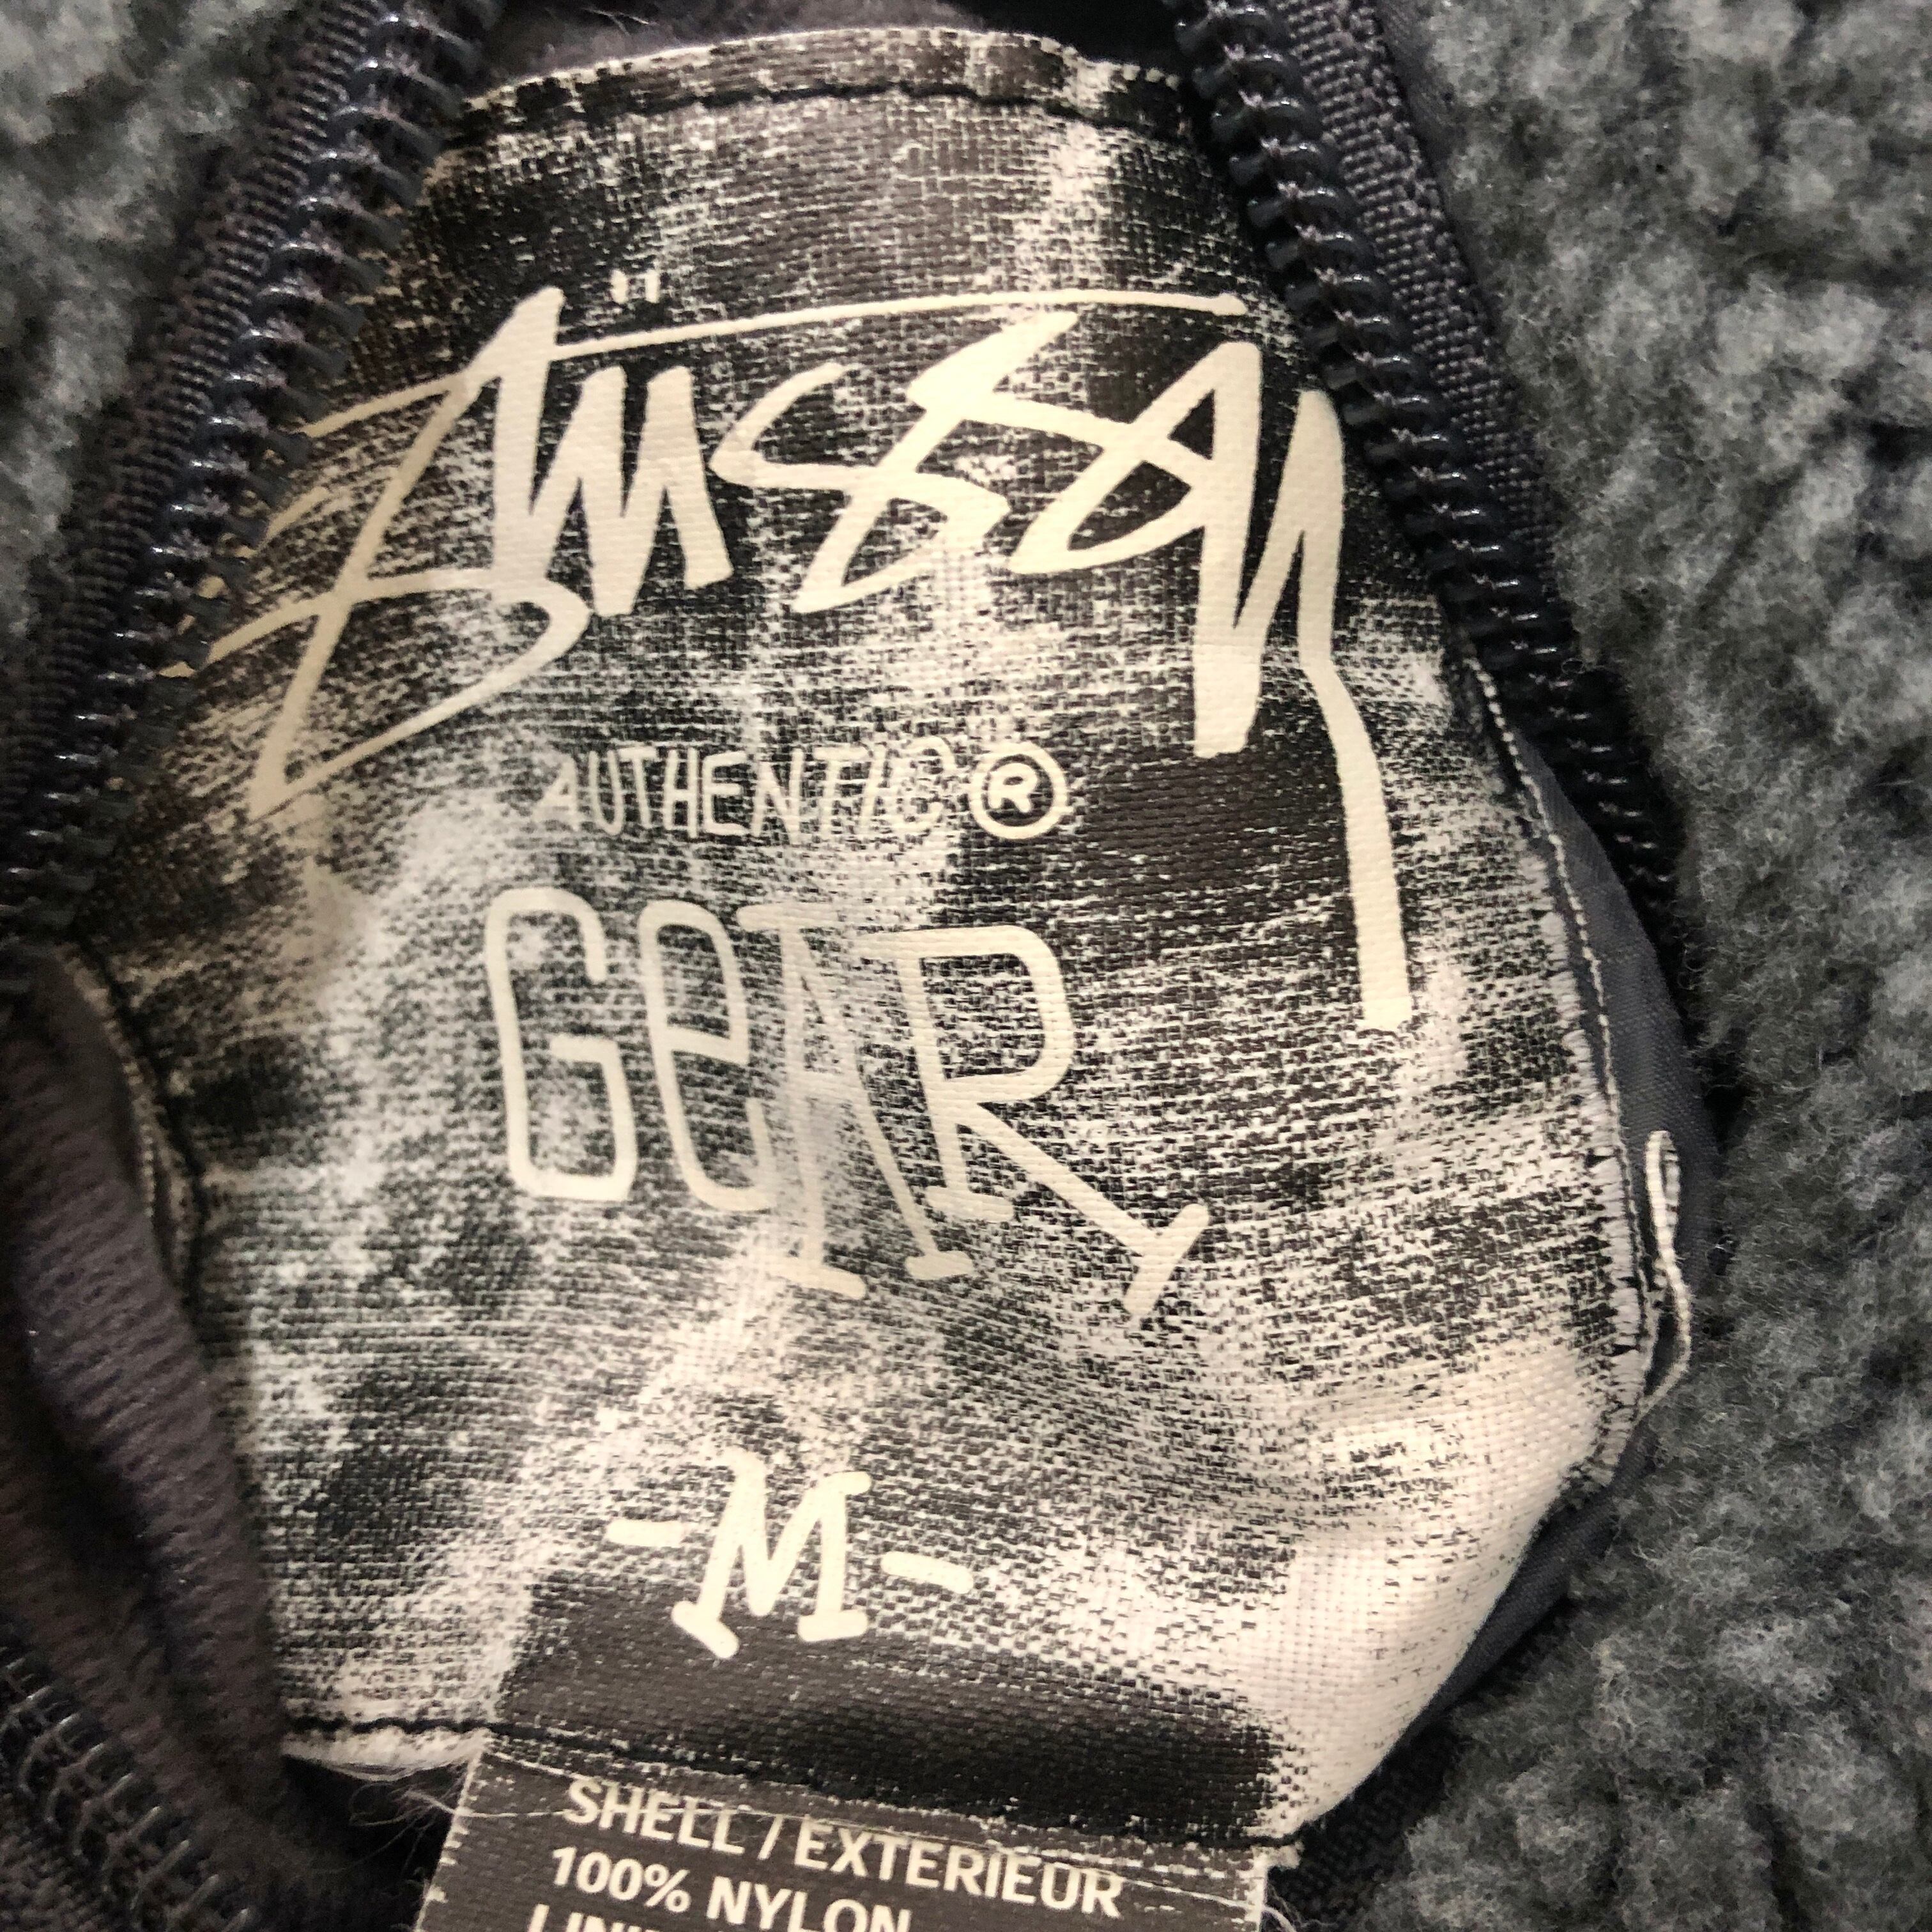 Stüssy
AUTHENTIC ®
GeAR
-M-
SHELL / EXTERIEUR
100% NYLON